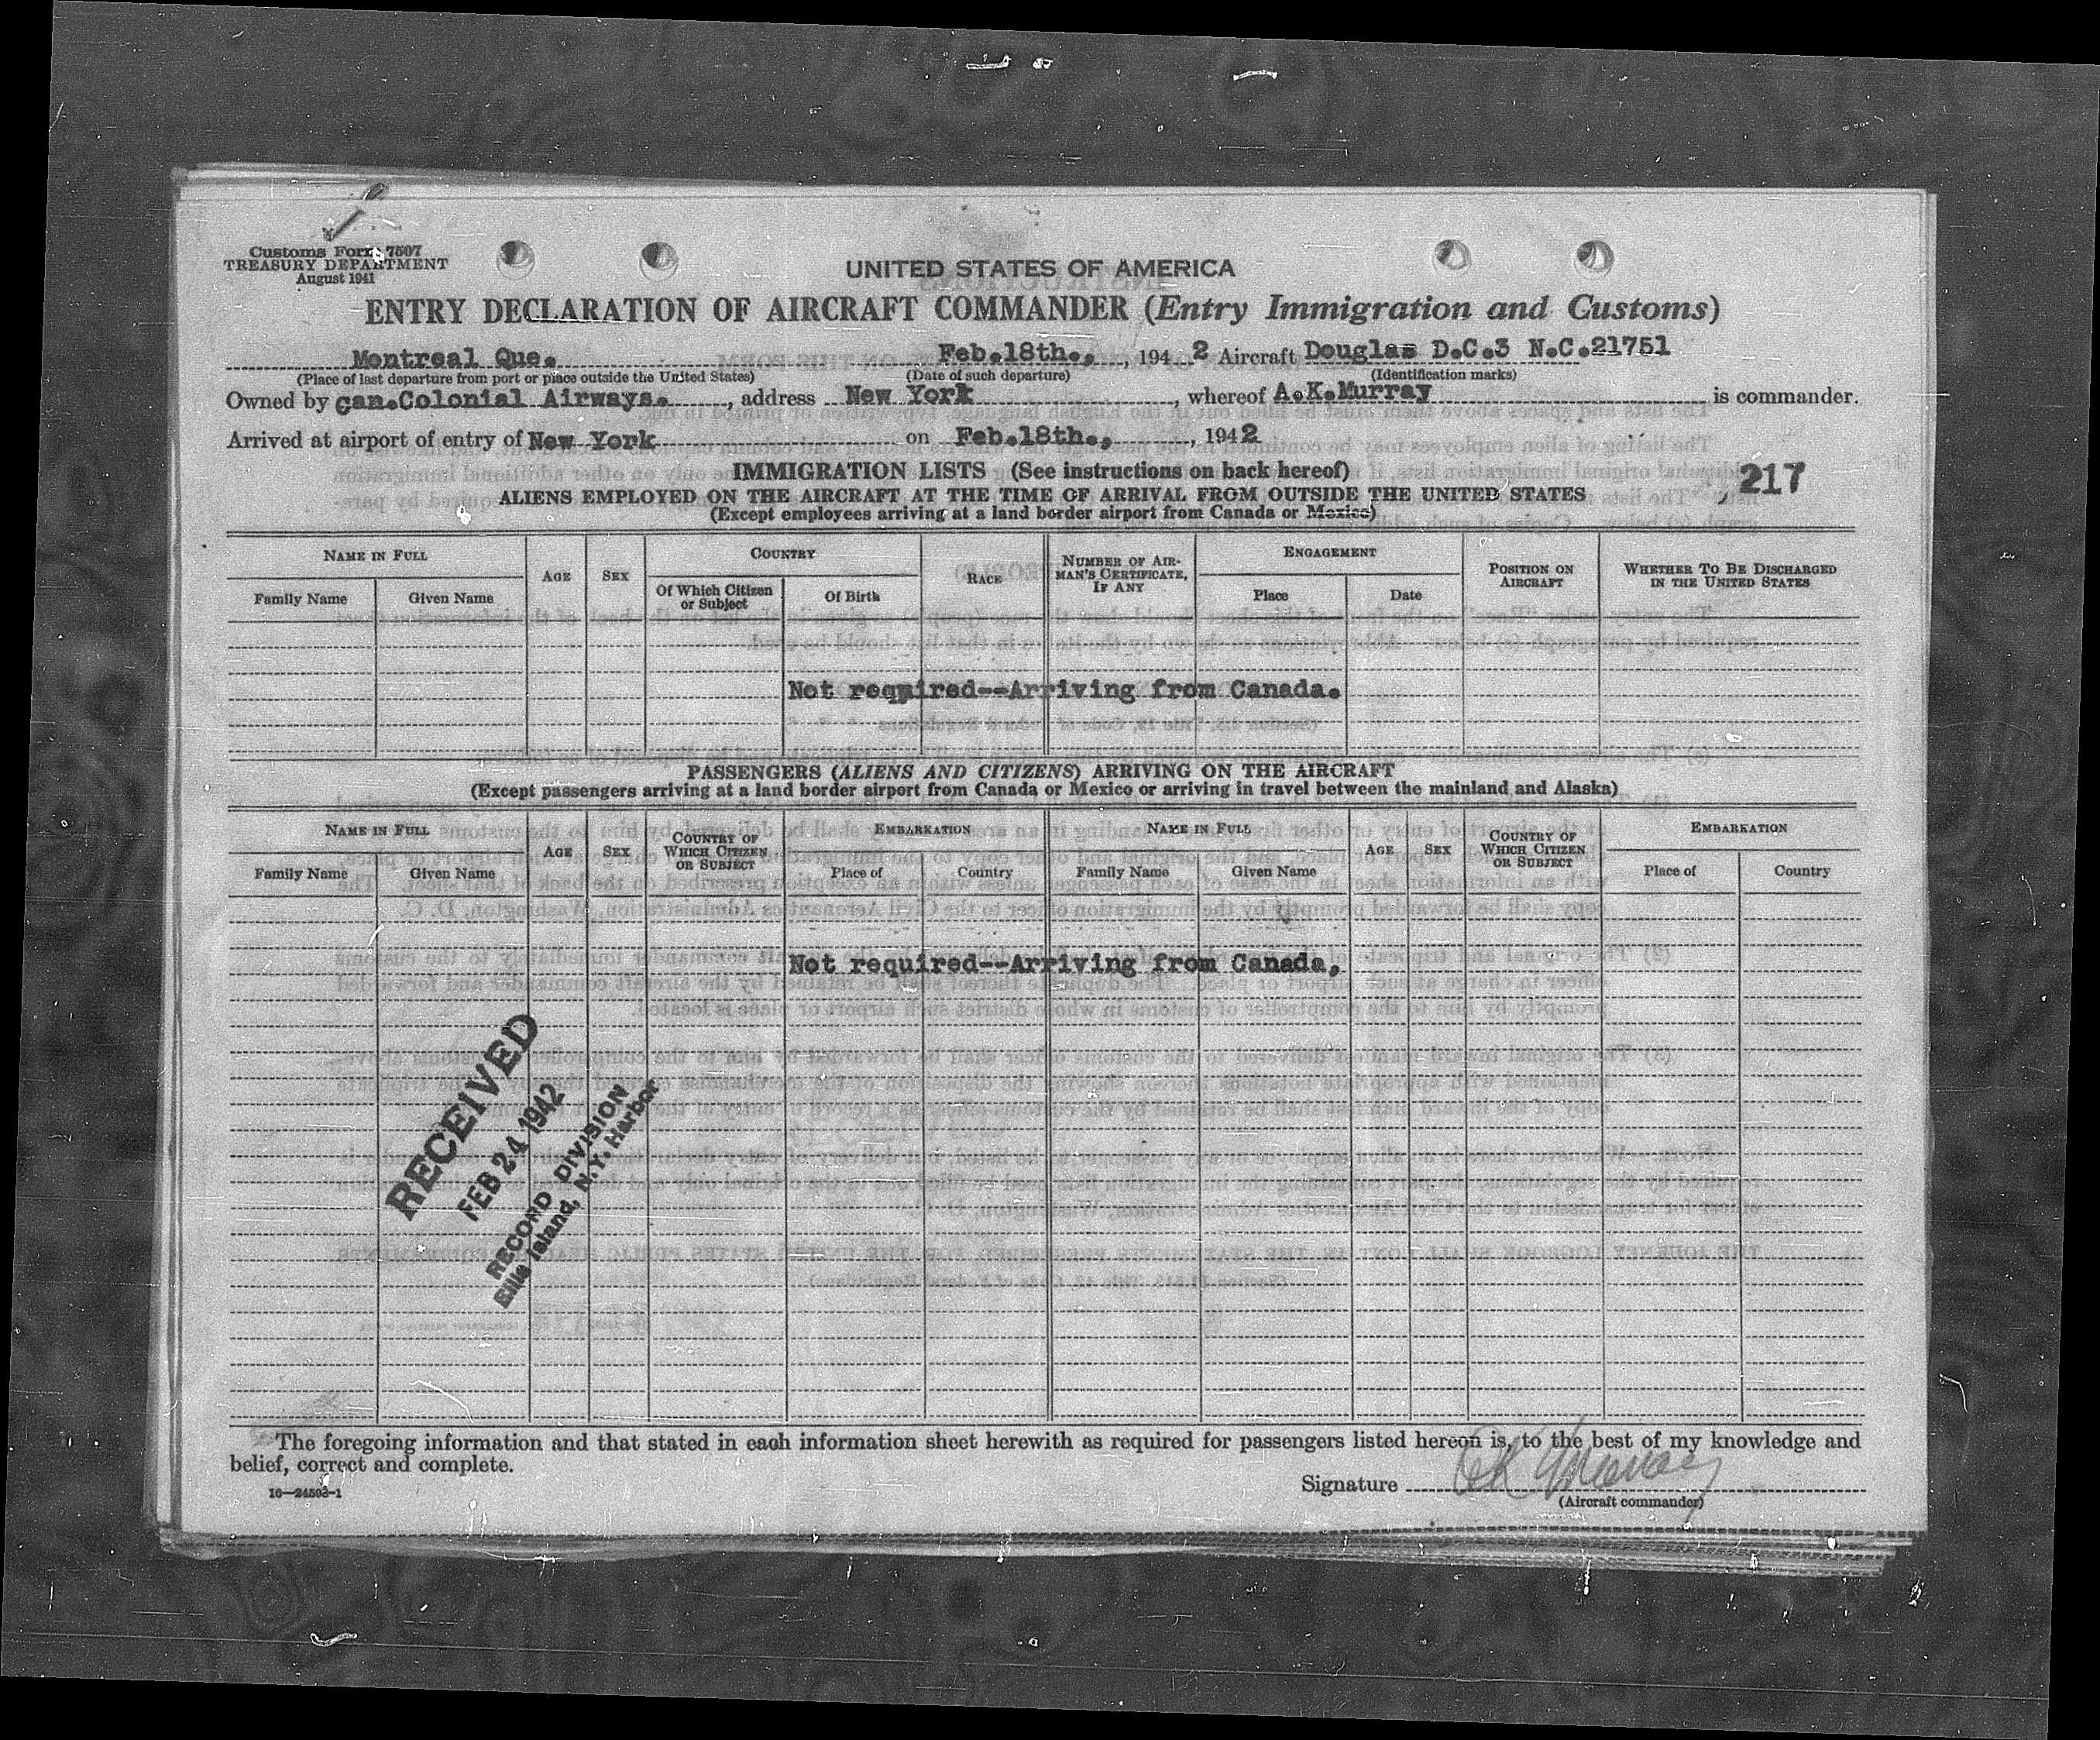 Customs Form 7507
TREASURY DEPARTMENT
August 1941
UNITED STATES OF AMERICA
ENTRY DECLARATION OF AIRCRAFT COMMANDER (Entry Immigration and Customs)
Montreal Que. Feb.18th., , 194 2 Aircraft Douglas D.C.3 N.C.21751
(Place of last departure from port or place outside the United States) (Date of such departure) (Identification marks)
Owned by can.Colonial Airways. , address New York , whereof A.K.Murray is commander.
Arrived at airport of entry of New York on Feb.18th., , 1942
IMMIGRATION LISTS (See instructions on back hereof)
217
ALIENS EMPLOYED ON THE AIRCRAFT AT THE TIME OF ARRIVAL FROM OUTSIDE THE UNITED STATES
(Except employees arriving at a land border airport from Canada or Mexico)
NAME IN FULL AGE SEX COUNTRY RACE NUMBER OF AIRMAN'S CERTIFICATE, IF ANY ENGAGEMENT POSITION ON AIRCRAFT WHETHER TO BE DISCHARGED IN THE UNITED STATES
Family Name Given Name Of Which Citizen or Subject Of Birth Place Date
Not required--Arriving from Canada.
PASSENGERS (ALIENS AND CITIZENS) ARRIVING ON THE AIRCRAFT
(Except passengers arriving at a land border airport from Canada or Mexico or arriving in travel between the mainland and Alaska)
NAME IN FULL AGE SEX COUNTRY OF WHICH CITIZEN OR SUBJECT EMBARKATION NAME IN FULL AGE SEX COUNTRY OF WHICH CITIZEN OR SUBJECT EMBARKATION
Family Name Given Name Place of Country Family Name Given Name Place of Country
Not required--Arriving from Canada,
RECEIVED
FEB 24 1942
RECORD DIVISION
Ellis Island, N.Y. Harbor
The foregoing information and that stated in each information sheet herewith as required for passengers listed hereon is, to the best of my knowledge and
belief, correct and complete.
16—24503-1
Signature AK Murray
(Aircraft commander)